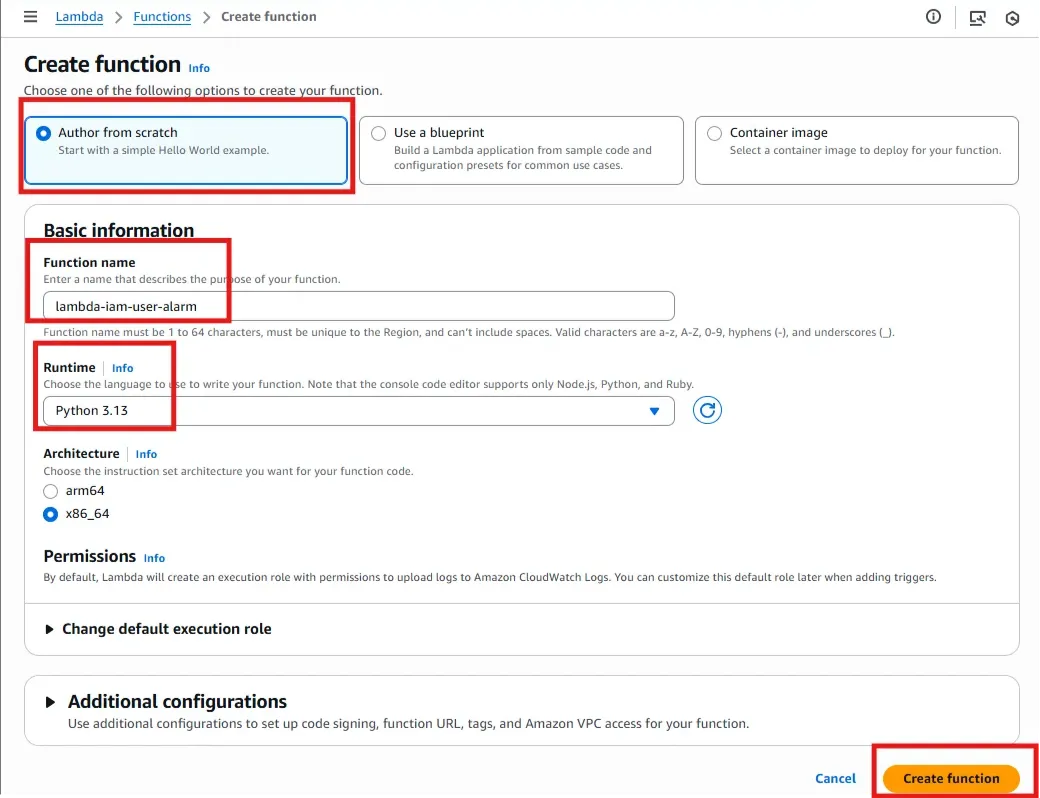 Lambda > Functions > Create function
Create function Info
Choose one of the following options to create your function.
Author from scratch
Start with a simple Hello World example.
Use a blueprint
Build a Lambda application from sample code and
configuration presets for common use cases.
Container image
Select a container image to deploy for your function.
Basic information
Function name
Enter a name that describes the purpose of your function.
lambda-iam-user-alarm
Function name must be 1 to 64 characters, must be unique to the Region, and can't include spaces. Valid characters are a-z, A-Z, 0-9, hyphens (-), and underscores (_).
Runtime Info
Choose the language to use to write your function. Note that the console code editor supports only Node.js, Python, and Ruby.
Python 3.13
Architecture Info
Choose the instruction set architecture you want for your function code.
arm64
x86_64
Permissions Info
By default, Lambda will create an execution role with permissions to upload logs to Amazon CloudWatch Logs. You can customize this default role later when adding triggers.
Change default execution role
Additional configurations
Use additional configurations to set up code signing, function URL, tags, and Amazon VPC access for your function.
Cancel Create function